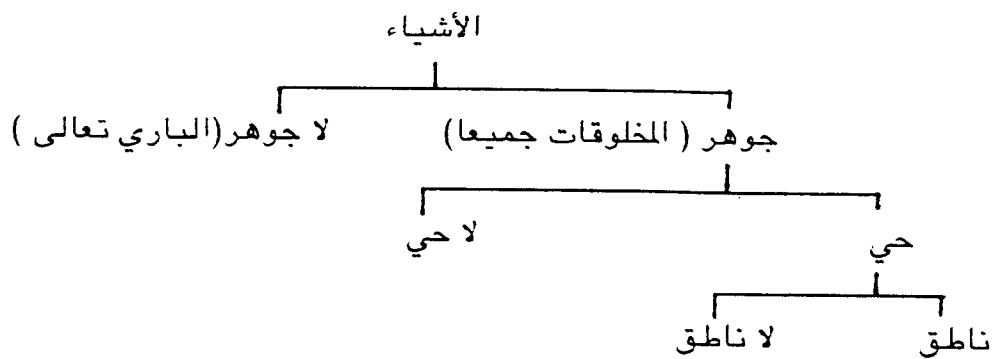 الأشياء
جوهر ( المخلوقات جميعا) لا جوهر(الباري تعالى )
حي لا حي
ناطق لا ناطق